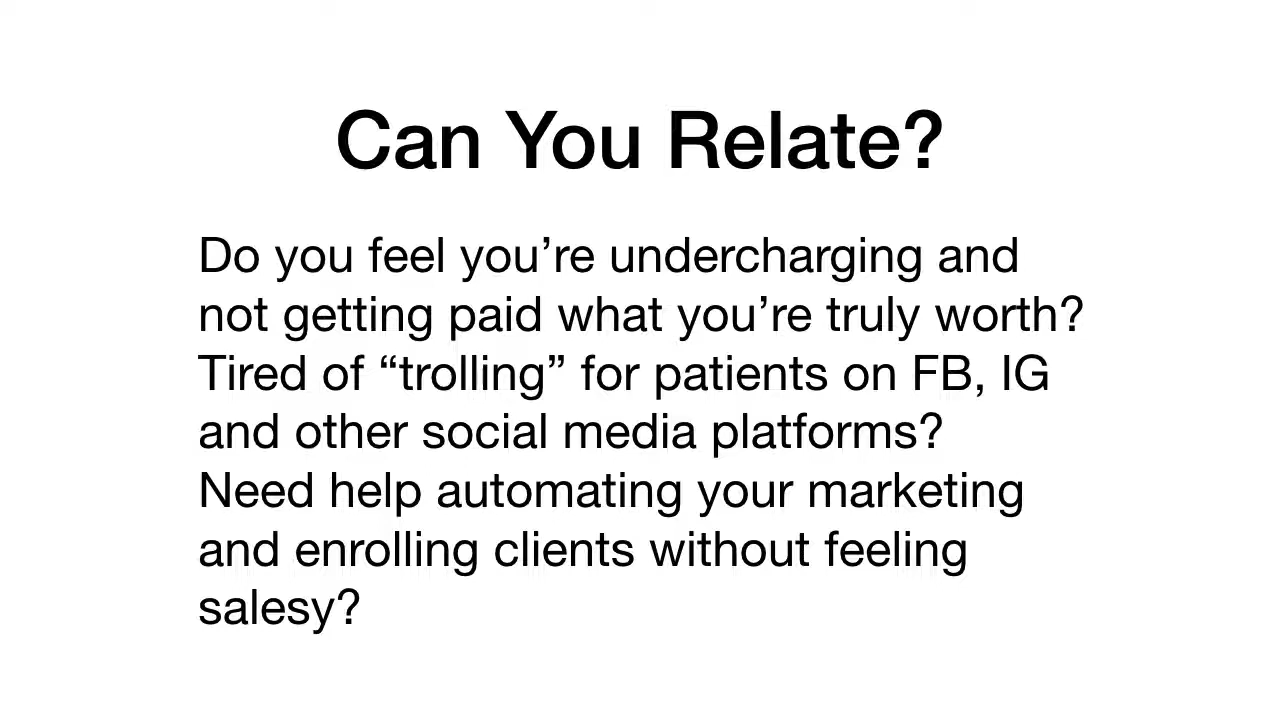 Can You Relate?
Do you feel you’re undercharging and
not getting paid what you’re truly worth?
Tired of “trolling” for patients on FB, IG
and other social media platforms?
Need help automating your marketing
and enrolling clients without feeling
salesy?